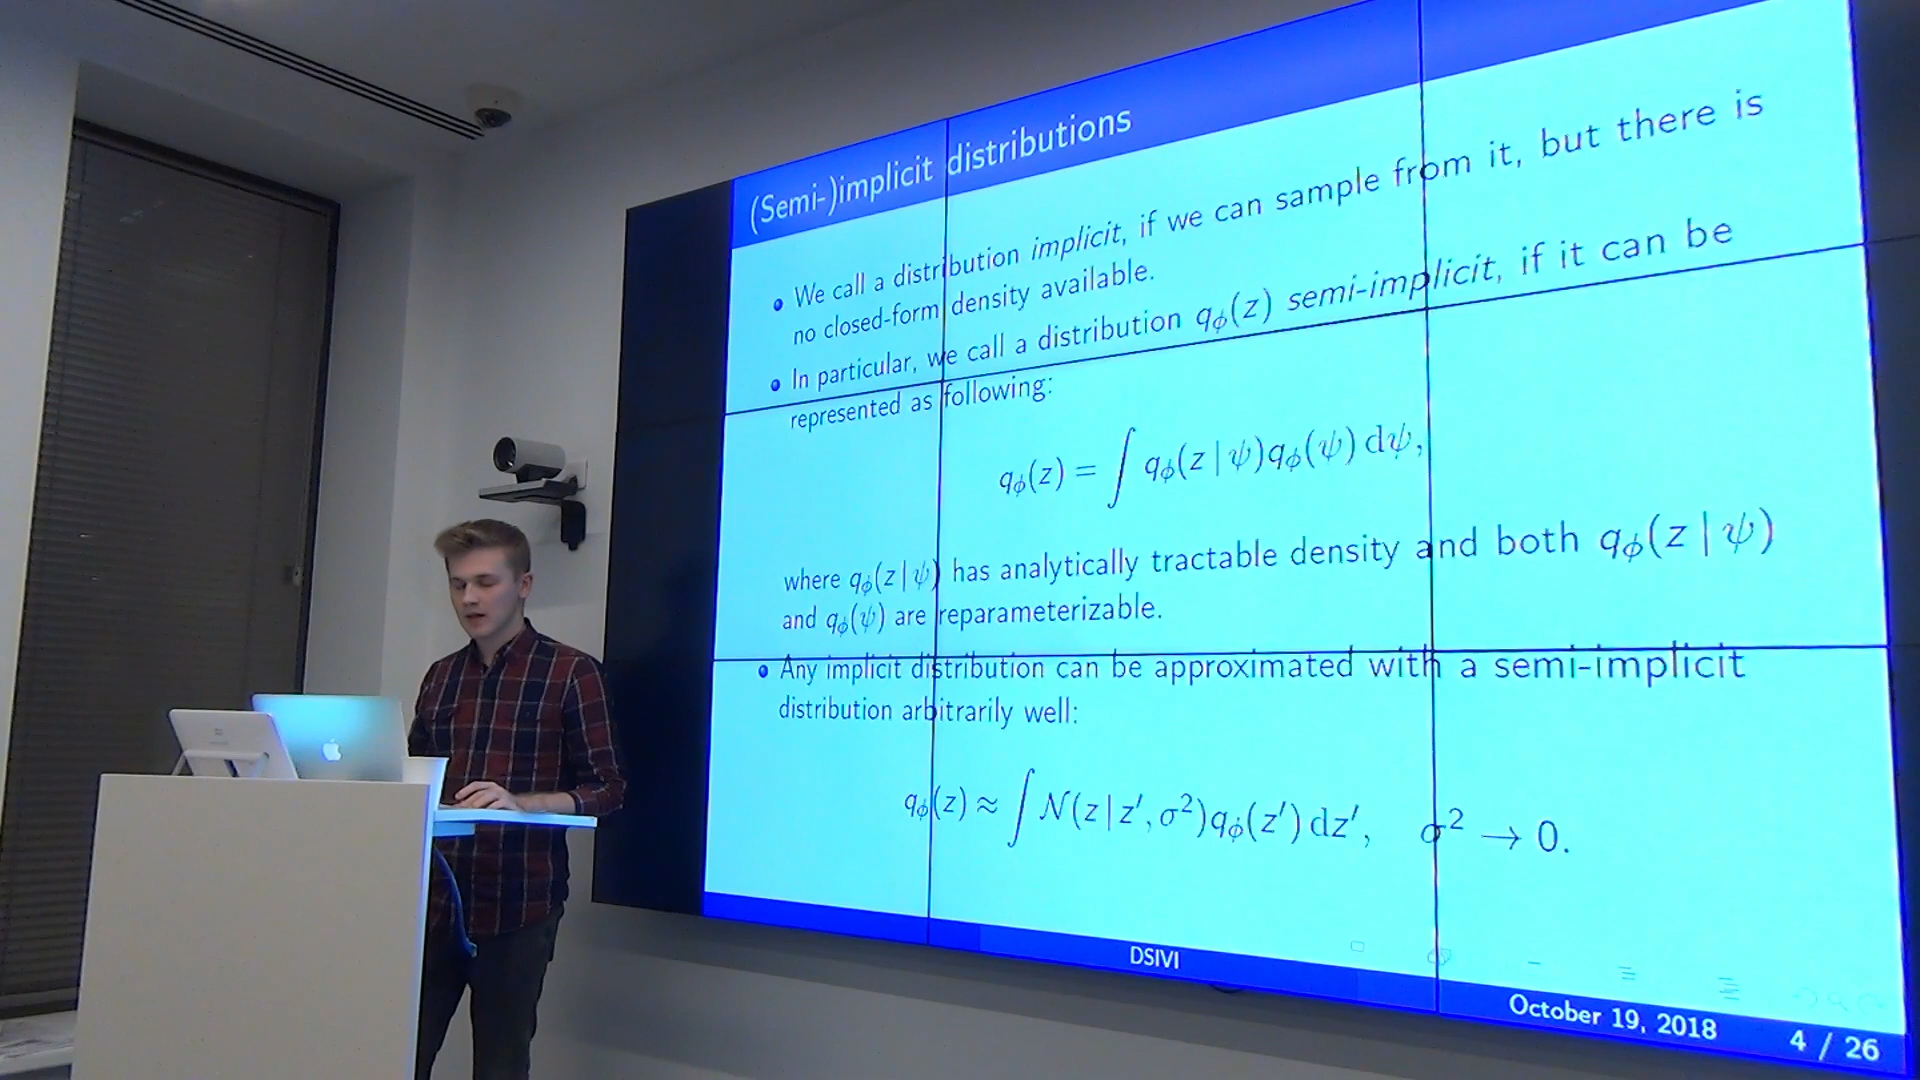 (Semi-)implicit distributions
We call a distribution implicit, if we can sample from it, but there is
no closed-form density available.
In particular, we call a distribution qϕ(z) semi-implicit, if it can be
represented as following:
qϕ(z) = ∫ qϕ(z | ψ)qϕ(ψ) dψ,
where qϕ(z | ψ) has analytically tractable density and both qϕ(z | ψ)
and qϕ(ψ) are reparameterizable.
Any implicit distribution can be approximated with a semi-implicit
distribution arbitrarily well:
qϕ(z) ≈ ∫ 𝒩(z | z′, σ²)qϕ(z′) dz′, σ² → 0.
DSIVI
October 19, 2018
4 / 26